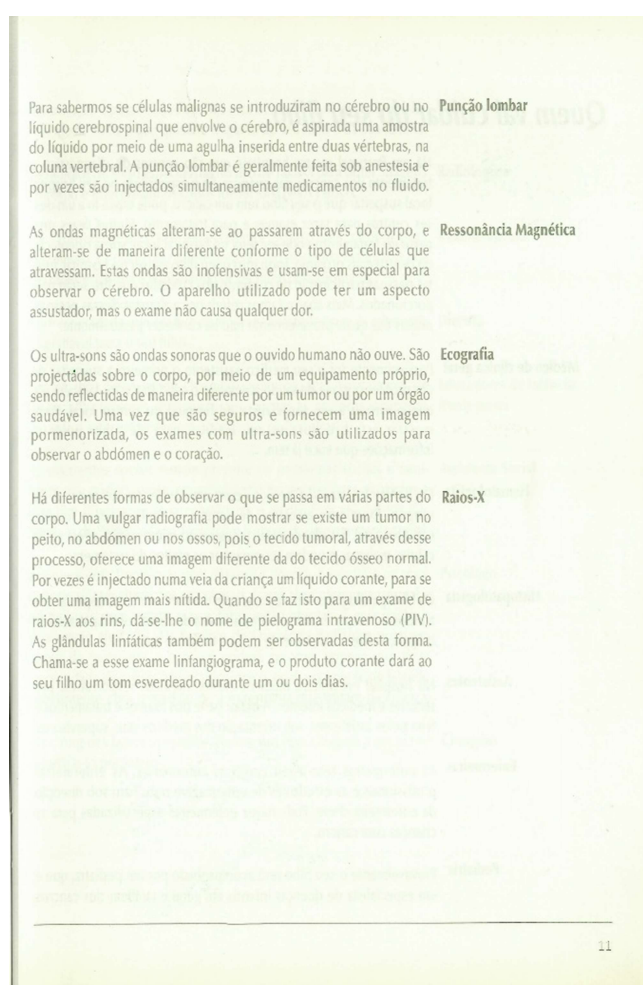 Para sabermos se células malignas se introduziram no cérebro ou no
líquido cerebrospinal que envolve o cérebro, é aspirada uma amostra
do líquido por meio de uma agulha inserida entre duas vértebras, na
coluna vertebral. A punção lombar é geralmente feita sob anestesia e
por vezes são injectados simultaneamente medicamentos no fluido.
Punção lombar
As ondas magnéticas alteram-se ao passarem através do corpo, e
alteram-se de maneira diferente conforme o tipo de células que
atravessam. Estas ondas são inofensivas e usam-se em especial para
observar o cérebro. O aparelho utilizado pode ter um aspecto
assustador, mas o exame não causa qualquer dor.
Ressonância Magnética
Os ultra-sons são ondas sonoras que o ouvido humano não ouve. São
projectadas sobre o corpo, por meio de um equipamento próprio,
sendo reflectidas de maneira diferente por um tumor ou por um órgão
saudável. Uma vez que são seguros e fornecem uma imagem
pormenorizada, os exames com ultra-sons são utilizados para
observar o abdómen e o coração.
Ecografia
Há diferentes formas de observar o que se passa em várias partes do
corpo. Uma vulgar radiografia pode mostrar se existe um tumor no
peito, no abdómen ou nos ossos, pois o tecido tumoral, através desse
processo, oferece uma imagem diferente da do tecido ósseo normal.
Por vezes é injectado numa veia da criança um líquido corante, para se
obter uma imagem mais nítida. Quando se faz isto para um exame de
raios-X aos rins, dá-se-lhe o nome de pielograma intravenoso (PIV).
As glândulas linfáticas também podem ser observadas desta forma.
Chama-se a esse exame linfangiograma, e o produto corante dará ao
seu filho um tom esverdeado durante um ou dois dias.
Raios-X
11